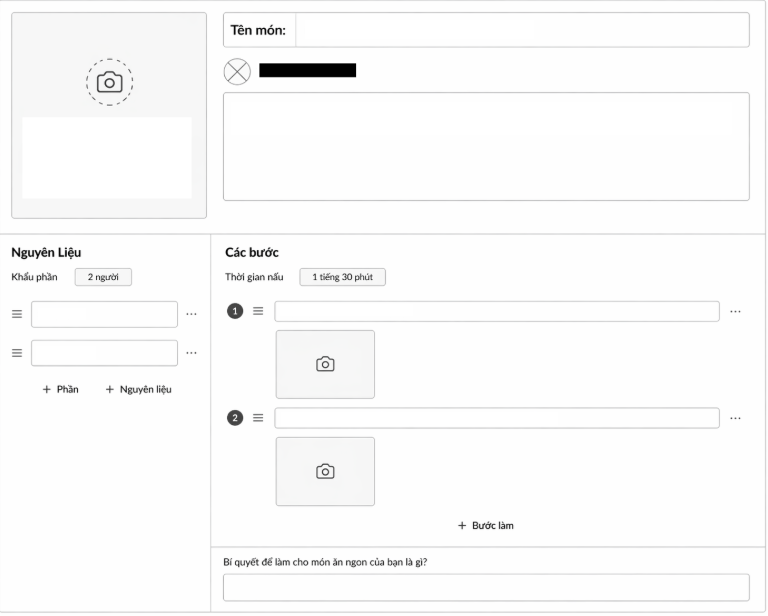 Tên món:
Nguyên Liệu
Khẩu phần 2 người
+ Phần + Nguyên liệu
Các bước
Thời gian nấu 1 tiếng 30 phút
1
2
+ Bước làm
Bí quyết để làm cho món ăn ngon của bạn là gì?